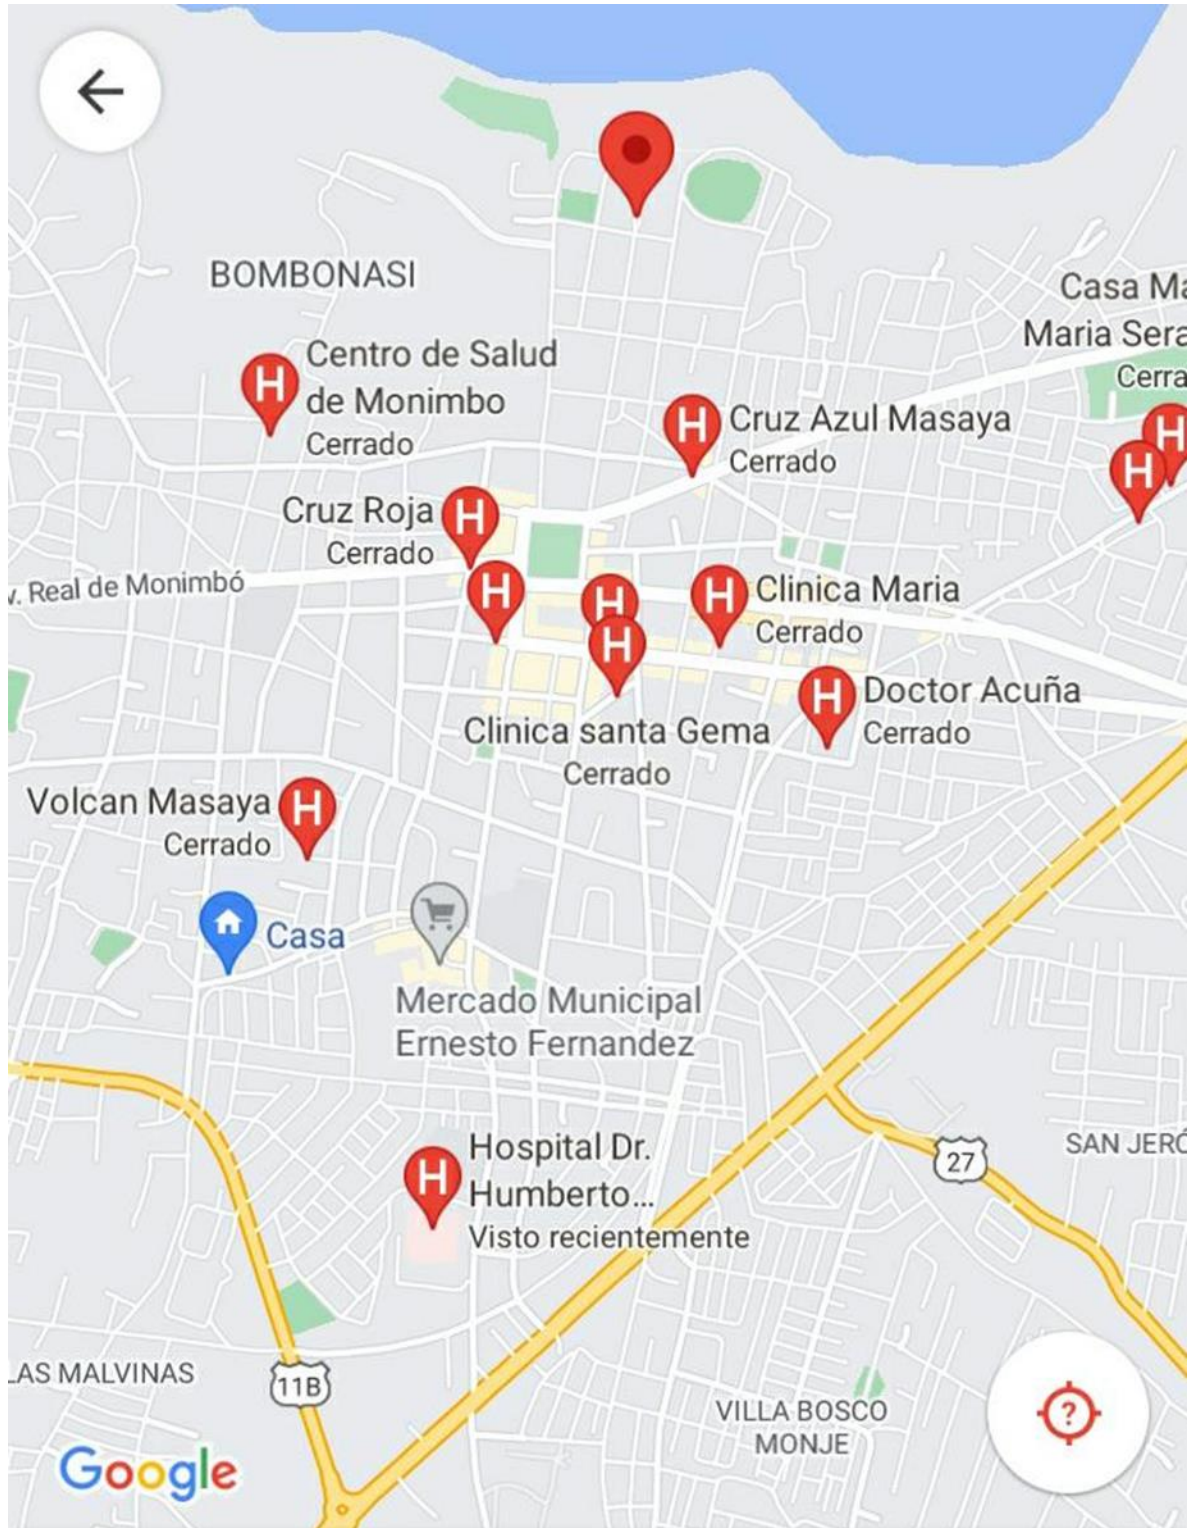 BOMBONASI
Casa Ma
Maria Sera
Cerra
Centro de Salud
de Monimbo
Cerrado
Cruz Azul Masaya
Cerrado
Cruz Roja
Cerrado
. Real de Monimbó
Clinica Maria
Cerrado
Doctor Acuña
Cerrado
Clinica santa Gema
Cerrado
Volcan Masaya
Cerrado
Casa
Mercado Municipal
Ernesto Fernandez
Hospital Dr.
Humberto...
Visto recientemente
27
SAN JERÓ
LAS MALVINAS
11B
VILLA BOSCO
MONJE
Google